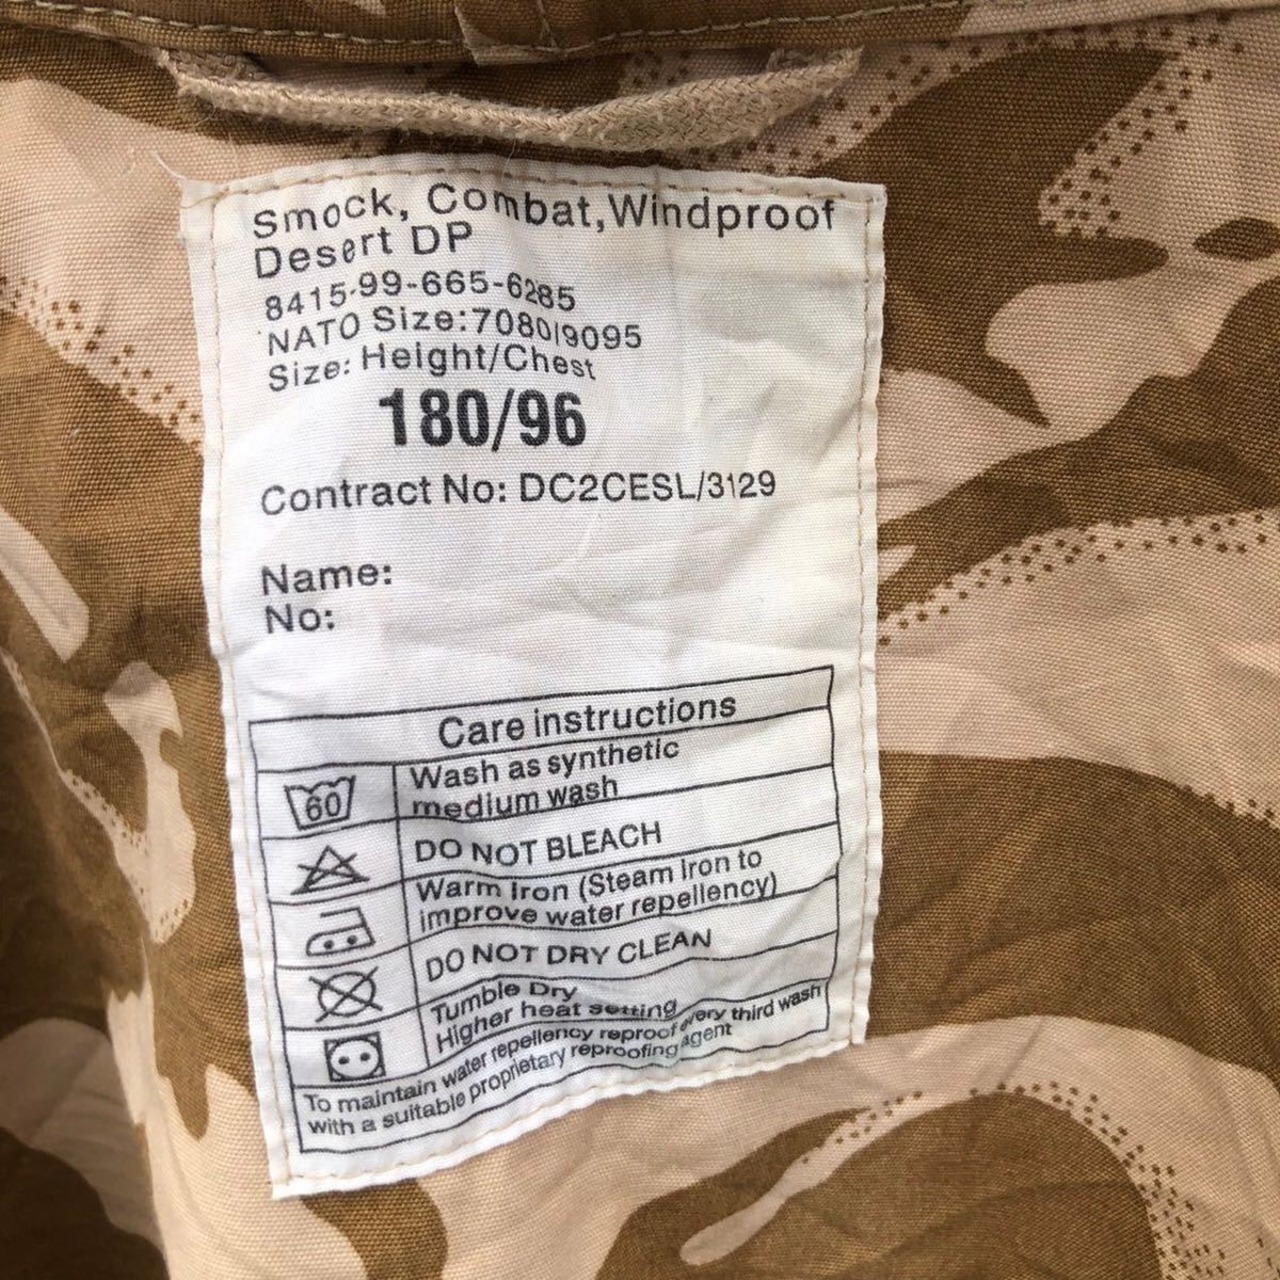 Smock, Combat,Windproof
Desert DP
8415-99-665-6285
NATO Size:7080/9095
Size: Height/Chest
180/96
Contract No: DC2CESL/3129
Name:
No:
Care instructions
60
Wash as synthetic
medium wash
DO NOT BLEACH
Warm Iron (Steam Iron to
improve water repellency)
DO NOT DRY CLEAN
Tumble Dry
Higher heat setting
To maintain water repellency reproof every third wash
with a suitable proprietary reproofing agent